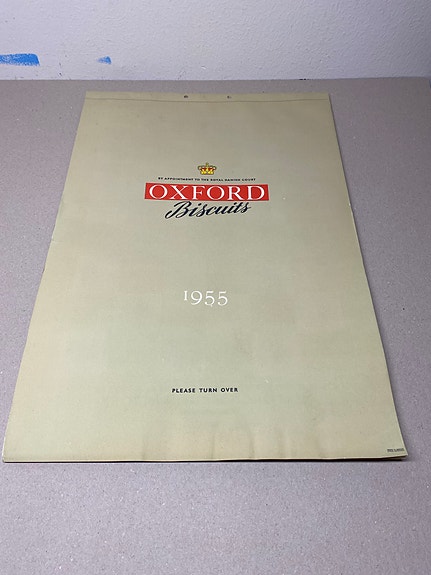 BY APPOINTMENT TO THE ROYAL DANISH COURT
OXFORD
Biscuits
1955
PLEASE TURN OVER